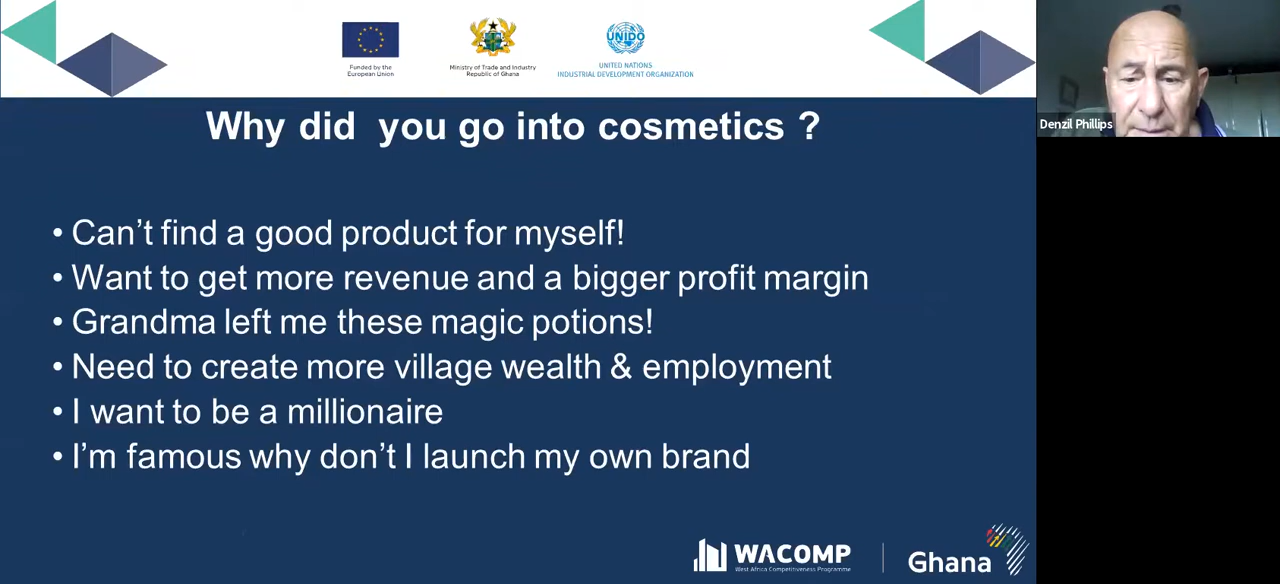 Funded by the
European Union
Ministry of Trade and Industry
Republic of Ghana
UNIDO
UNITED NATIONS
INDUSTRIAL DEVELOPMENT ORGANIZATION
Denzil Phillips
Why did  you go into cosmetics ?
• Can’t find a good product for myself!
• Want to get more revenue and a bigger profit margin
• Grandma left me these magic potions!
• Need to create more village wealth & employment
• I want to be a millionaire
• I’m famous why don’t I launch my own brand
WACOMP
West Africa Competitiveness Programme
Ghana